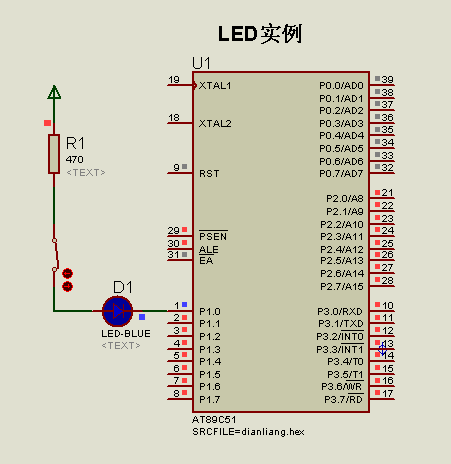 LED实例
U1
19 XTAL1 P0.0/AD0 39
P0.1/AD1 38
P0.2/AD2 37
18 XTAL2 P0.3/AD3 36
P0.4/AD4 35
P0.5/AD5 34
P0.6/AD6 33
9 RST P0.7/AD7 32
R1
470
<TEXT>
P2.0/A8 21
P2.1/A9 22
P2.2/A10 23
29 PSEN P2.3/A11 24
30 ALE P2.4/A12 25
31 EA P2.5/A13 26
P2.6/A14 27
P2.7/A15 28
D1
LED-BLUE
<TEXT>
1 P1.0 P3.0/RXD 10
2 P1.1 P3.1/TXD 11
3 P1.2 P3.2/INT0 12
4 P1.3 P3.3/INT1 13
5 P1.4 P3.4/T0 14
6 P1.5 P3.5/T1 15
7 P1.6 P3.6/WR 16
8 P1.7 P3.7/RD 17
AT89C51
SRCFILE=dianliang.hex